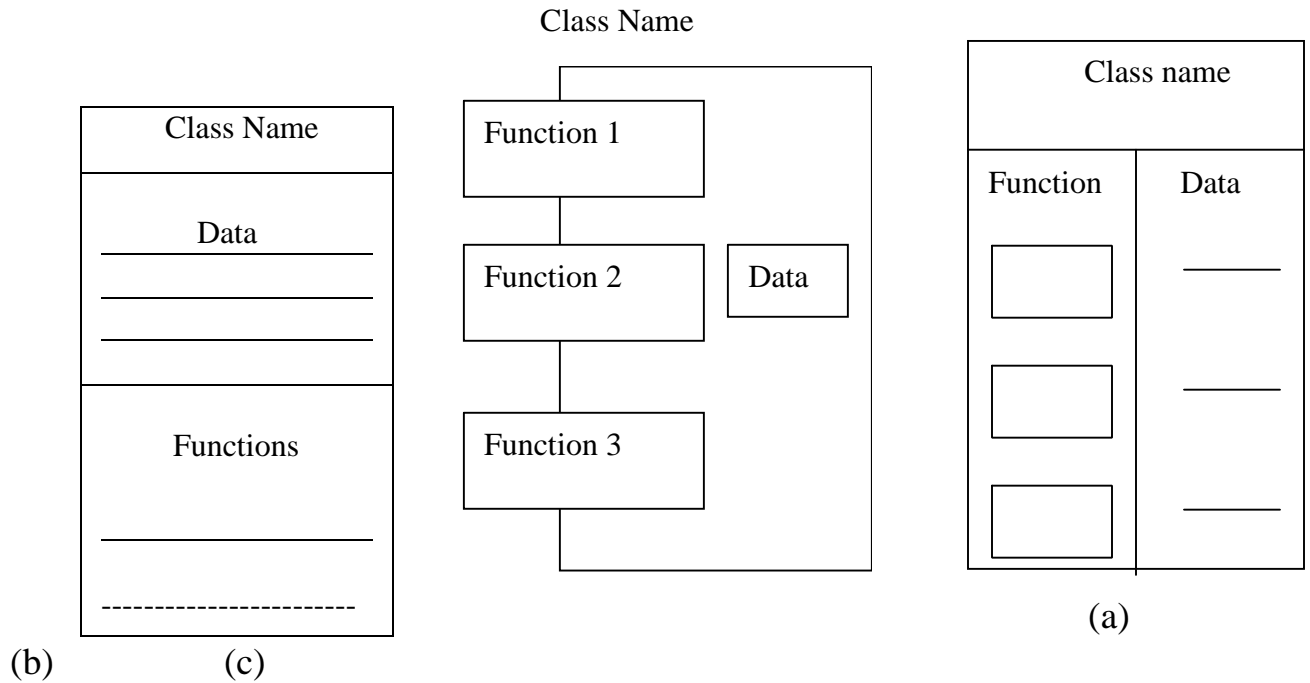 Class Name
Data
Functions
------------------------
Class Name
Function 1
Function 2
Data
Function 3
Class name
Function Data
(a)
(b) (c)